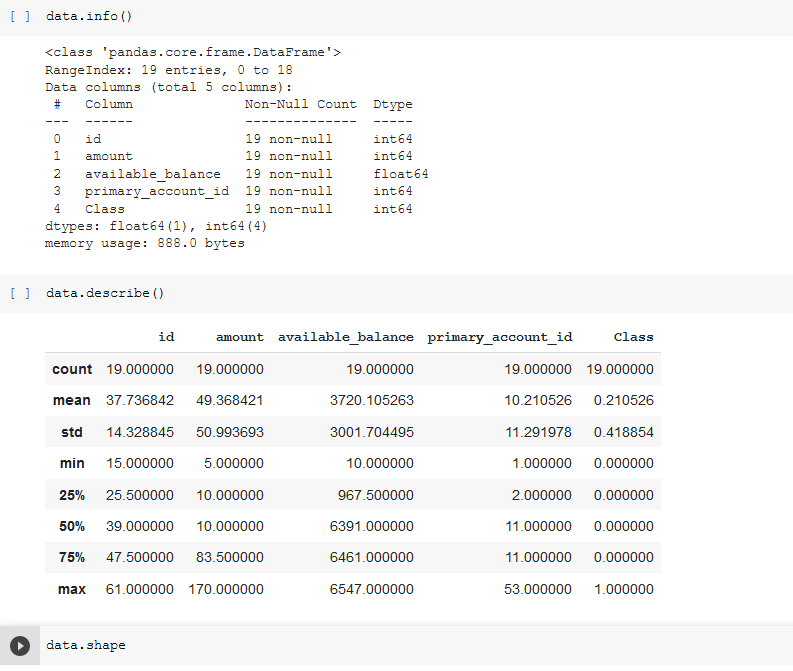 [ ] data.info()
<class 'pandas.core.frame.DataFrame'>
RangeIndex: 19 entries, 0 to 18
Data columns (total 5 columns):
 #   Column              Non-Null Count  Dtype
---  ------              --------------  -----
 0   id                  19 non-null     int64
 1   amount              19 non-null     int64
 2   available_balance   19 non-null     float64
 3   primary_account_id  19 non-null     int64
 4   Class               19 non-null     int64
dtypes: float64(1), int64(4)
memory usage: 888.0 bytes
[ ] data.describe()
id amount available_balance primary_account_id Class
count 19.000000 19.000000 19.000000 19.000000 19.000000
mean 37.736842 49.368421 3720.105263 10.210526 0.210526
std 14.328845 50.993693 3001.704495 11.291978 0.418854
min 15.000000 5.000000 10.000000 1.000000 0.000000
25% 25.500000 10.000000 967.500000 2.000000 0.000000
50% 39.000000 10.000000 6391.000000 11.000000 0.000000
75% 47.500000 83.500000 6461.000000 11.000000 0.000000
max 61.000000 170.000000 6547.000000 53.000000 1.000000
data.shape